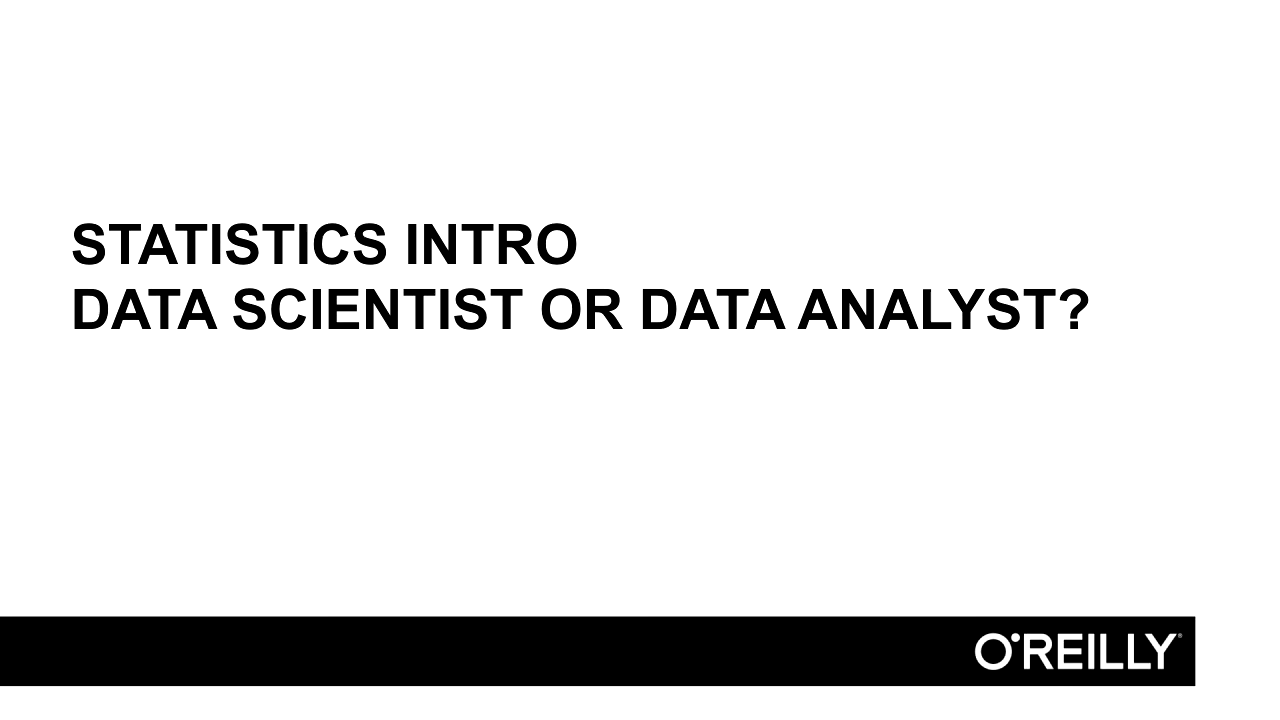 STATISTICS INTRO
DATA SCIENTIST OR DATA ANALYST?
O'REILLY®